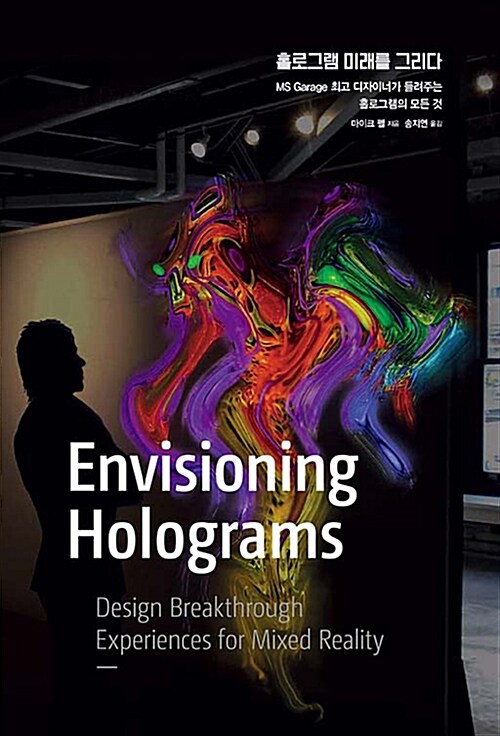 홀로그램 미래를 그리다
MS Garage 최고 디자이너가 들려주는
홀로그램의 모든 것
마이크 펠 지음 송지연 옮김
Envisioning
Holograms
Design Breakthrough
Experiences for Mixed Reality